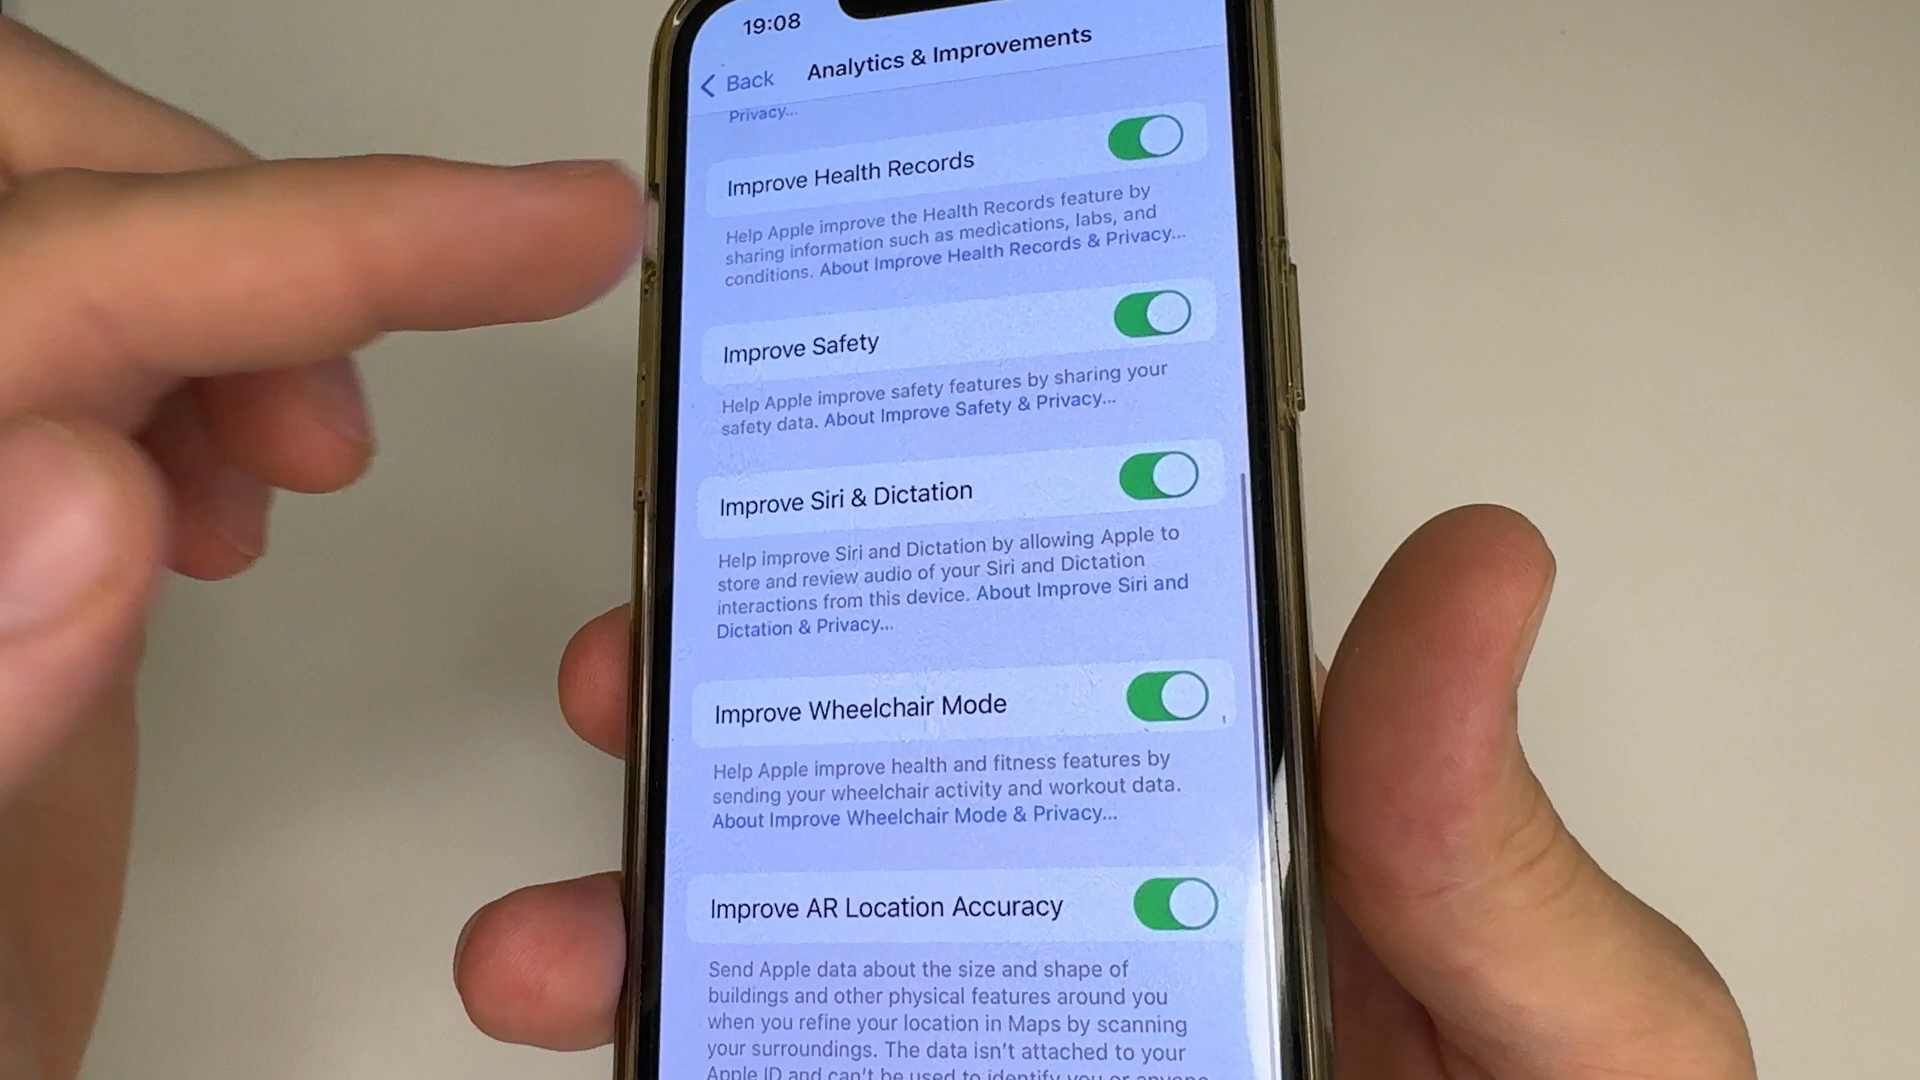 19:08
Back
Analytics & Improvements
Privacy...
Improve Health Records
Help Apple improve the Health Records feature by
sharing information such as medications, labs, and
conditions. About Improve Health Records & Privacy...
Improve Safety
Help Apple improve safety features by sharing your
safety data. About Improve Safety & Privacy...
Improve Siri & Dictation
Help improve Siri and Dictation by allowing Apple to
store and review audio of your Siri and Dictation
interactions from this device. About Improve Siri and
Dictation & Privacy...
Improve Wheelchair Mode
Help Apple improve health and fitness features by
sending your wheelchair activity and workout data.
About Improve Wheelchair Mode & Privacy...
Improve AR Location Accuracy
Send Apple data about the size and shape of
buildings and other physical features around you
when you refine your location in Maps by scanning
your surroundings. The data isn't attached to your
Apple ID and can't be used to identify you or anyone